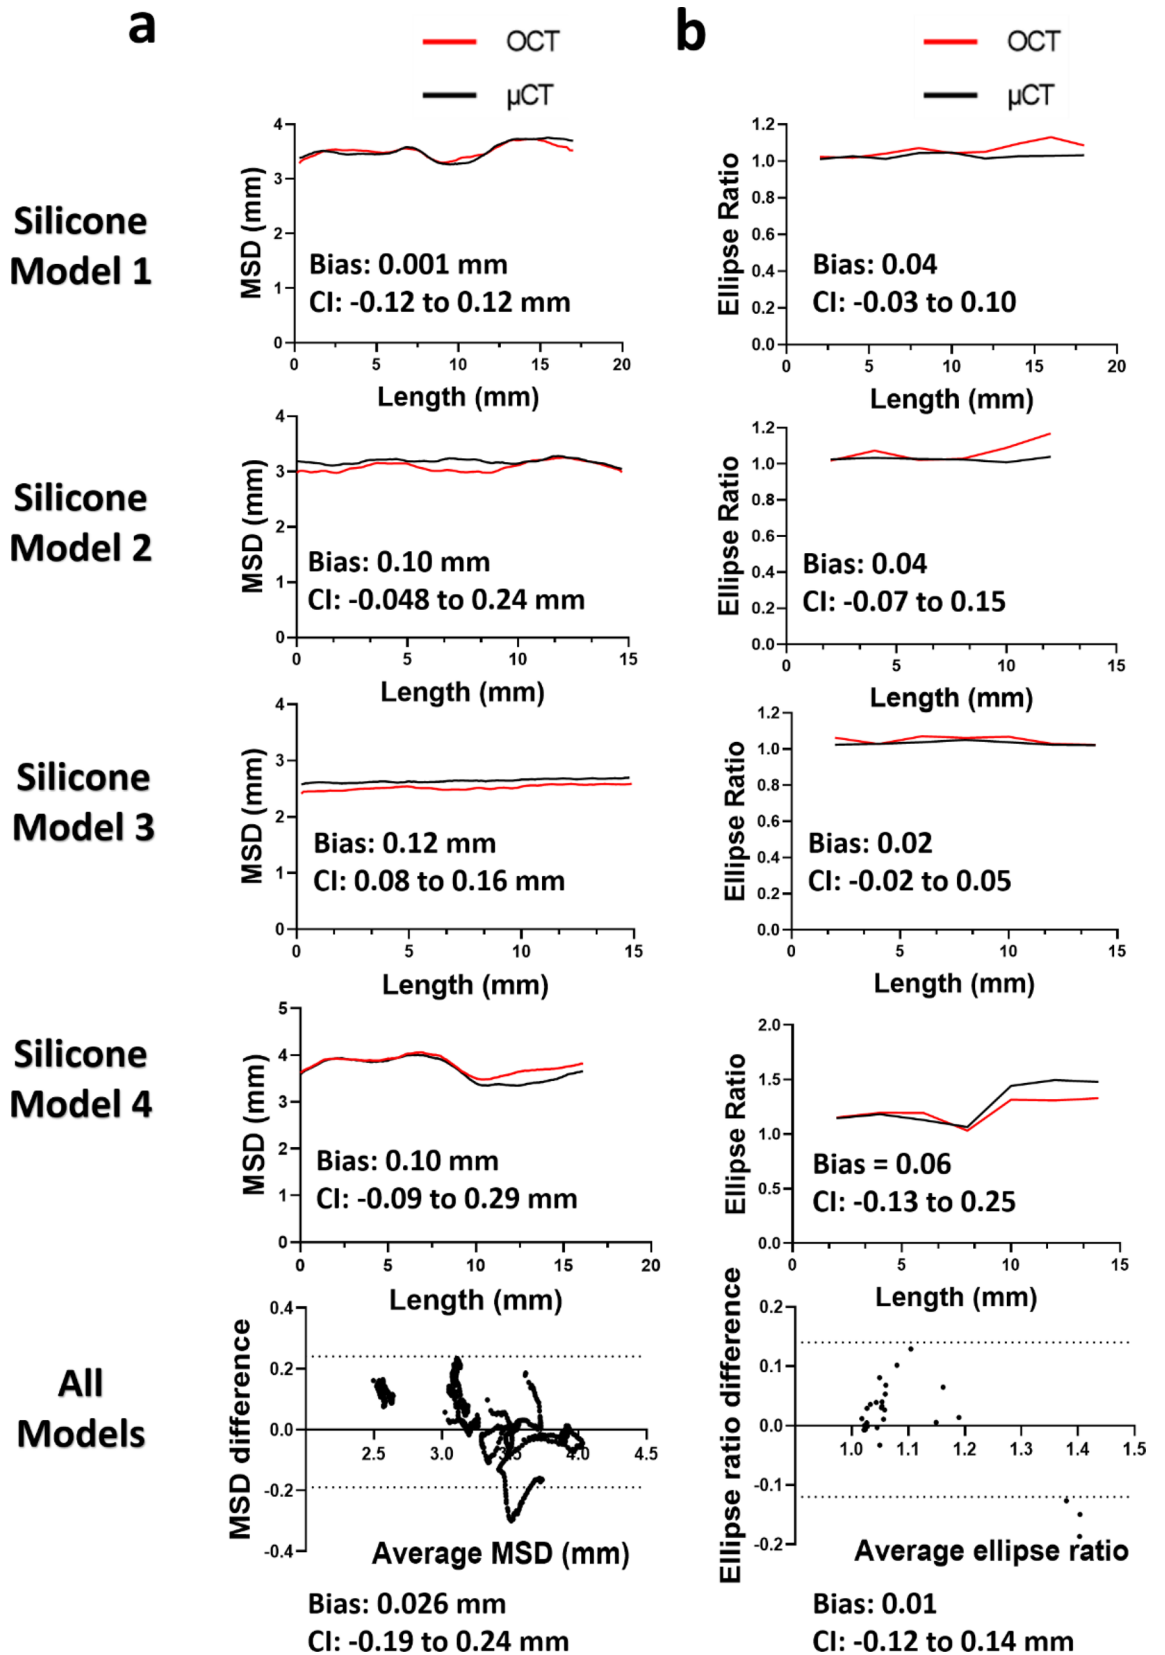 a
OCT
µCT
b
OCT
µCT
Silicone
Model 1
MSD (mm)
4
3
2
1
0
Bias: 0.001 mm
CI: -0.12 to 0.12 mm
0 5 10 15 20
Length (mm)
Ellipse Ratio
1.2
1.0
0.8
0.6
0.4
0.2
0.0
Bias: 0.04
CI: -0.03 to 0.10
0 5 10 15 20
Length (mm)
Silicone
Model 2
MSD (mm)
4
3
2
1
0
Bias: 0.10 mm
CI: -0.048 to 0.24 mm
0 5 10 15
Length (mm)
Ellipse Ratio
1.2
1.0
0.8
0.6
0.4
0.2
0.0
Bias: 0.04
CI: -0.07 to 0.15
0 5 10 15
Length (mm)
Silicone
Model 3
MSD (mm)
4
3
2
1
0
Bias: 0.12 mm
CI: 0.08 to 0.16 mm
0 5 10 15
Length (mm)
Ellipse Ratio
1.2
1.0
0.8
0.6
0.4
0.2
0.0
Bias: 0.02
CI: -0.02 to 0.05
0 5 10 15
Length (mm)
Silicone
Model 4
MSD (mm)
5
4
3
2
1
0
Bias: 0.10 mm
CI: -0.09 to 0.29 mm
0 5 10 15 20
Length (mm)
Ellipse Ratio
2.0
1.5
1.0
0.5
0.0
Bias = 0.06
CI: -0.13 to 0.25
0 5 10 15
Length (mm)
All
Models
MSD difference
0.4
0.2
0.0
-0.2
-0.4
2.5 3.0 3.5 4.0 4.5
Average MSD (mm)
Bias: 0.026 mm
CI: -0.19 to 0.24 mm
Ellipse ratio difference
0.2
0.1
0.0
-0.1
-0.2
1.0 1.1 1.2 1.3 1.4 1.5
Average ellipse ratio
Bias: 0.01
CI: -0.12 to 0.14 mm